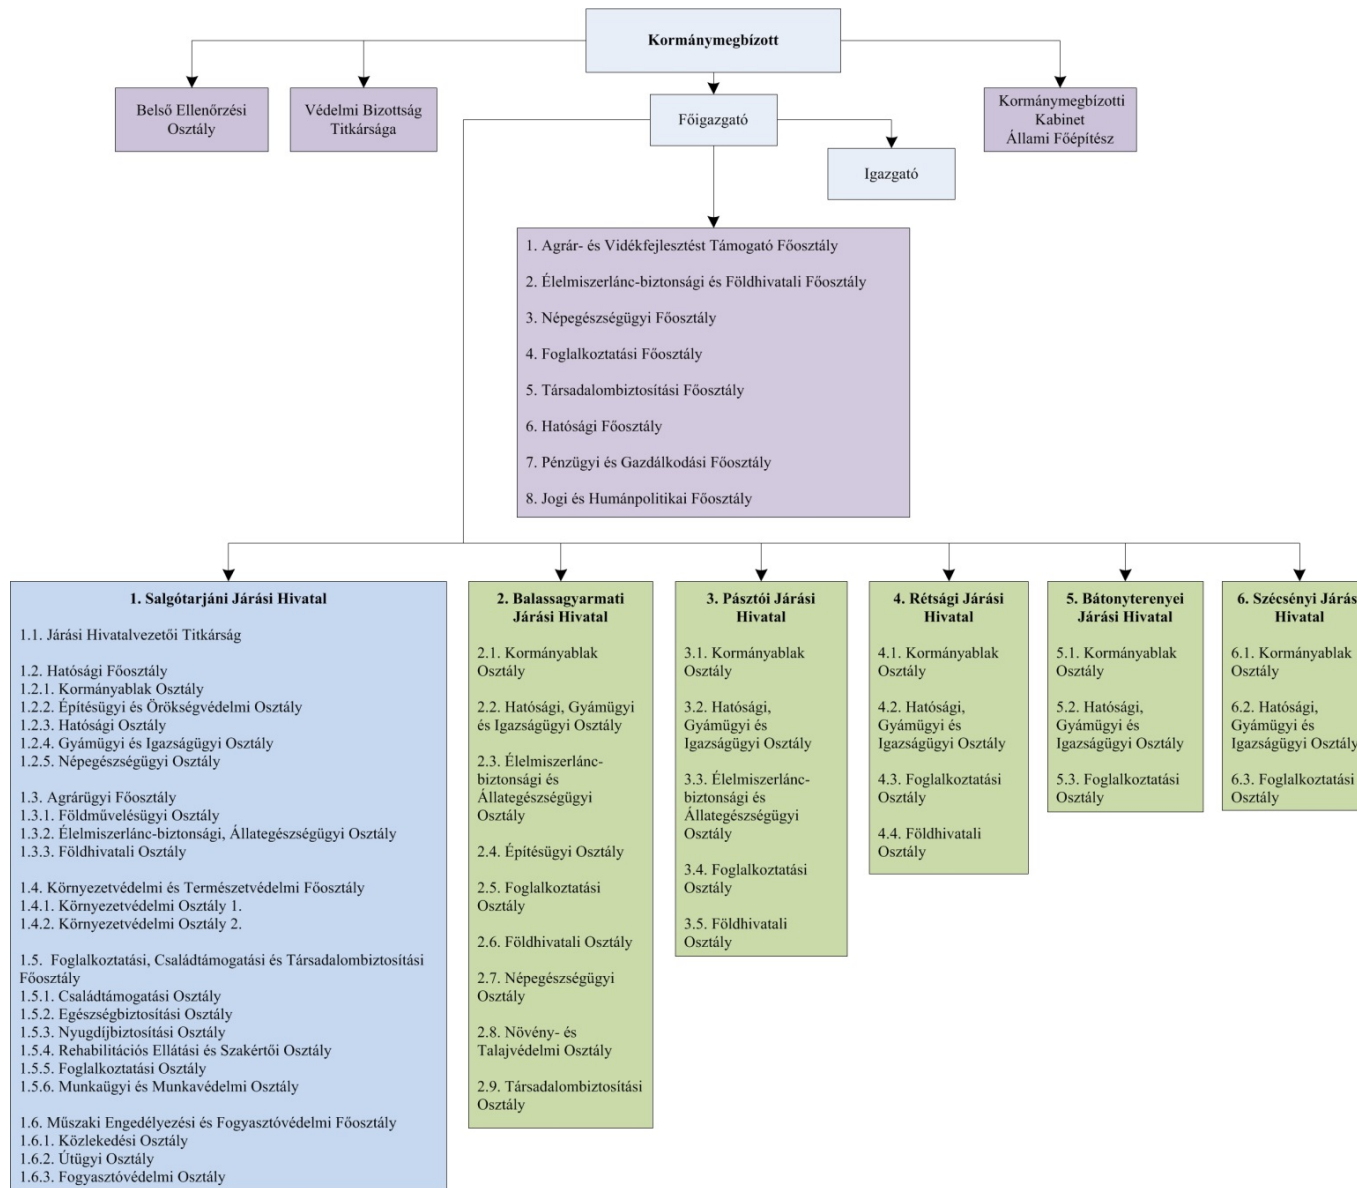 Kormánymegbízott
Belső Ellenőrzési
Osztály
Védelmi Bizottság
Titkársága
Kormánymegbízotti
Kabinet
Állami Főépítész
Főigazgató
Igazgató
1. Agrár- és Vidékfejlesztést Támogató Főosztály
2. Élelmiszerlánc-biztonsági és Földhivatali Főosztály
3. Népegészségügyi Főosztály
4. Foglalkoztatási Főosztály
5. Társadalombiztosítási Főosztály
6. Hatósági Főosztály
7. Pénzügyi és Gazdálkodási Főosztály
8. Jogi és Humánpolitikai Főosztály
1. Salgótarjáni Járási Hivatal
1.1. Járási Hivatalvezetői Titkárság
1.2. Hatósági Főosztály
1.2.1. Kormányablak Osztály
1.2.2. Építésügyi és Örökségvédelmi Osztály
1.2.3. Hatósági Osztály
1.2.4. Gyámügyi és Igazságügyi Osztály
1.2.5. Népegészségügyi Osztály
1.3. Agrárügyi Főosztály
1.3.1. Földművelésügyi Osztály
1.3.2. Élelmiszerlánc-biztonsági, Állategészségügyi Osztály
1.3.3. Földhivatali Osztály
1.4. Környezetvédelmi és Természetvédelmi Főosztály
1.4.1. Környezetvédelmi Osztály 1.
1.4.2. Környezetvédelmi Osztály 2.
1.5. Foglalkoztatási, Családtámogatási és Társadalombiztosítási
Főosztály
1.5.1. Családtámogatási Osztály
1.5.2. Egészségbiztosítási Osztály
1.5.3. Nyugdíjbiztosítási Osztály
1.5.4. Rehabilitációs Ellátási és Szakértői Osztály
1.5.5. Foglalkoztatási Osztály
1.5.6. Munkaügyi és Munkavédelmi Osztály
1.6. Műszaki Engedélyezési és Fogyasztóvédelmi Főosztály
1.6.1. Közlekedési Osztály
1.6.2. Útügyi Osztály
1.6.3. Fogyasztóvédelmi Osztály
2. Balassagyarmati
Járási Hivatal
2.1. Kormányablak
Osztály
2.2. Hatósági, Gyámügyi
és Igazságügyi Osztály
2.3. Élelmiszerlánc-
biztonsági és
Állategészségügyi
Osztály
2.4. Építésügyi Osztály
2.5. Foglalkoztatási
Osztály
2.6. Földhivatali Osztály
2.7. Népegészségügyi
Osztály
2.8. Növény- és
Talajvédelmi Osztály
2.9. Társadalombiztosítási
Osztály
3. Pásztói Járási
Hivatal
3.1. Kormányablak
Osztály
3.2. Hatósági,
Gyámügyi és
Igazságügyi Osztály
3.3. Élelmiszerlánc-
biztonsági és
Állategészségügyi
Osztály
3.4. Foglalkoztatási
Osztály
3.5. Földhivatali
Osztály
4. Rétsági Járási
Hivatal
4.1. Kormányablak
Osztály
4.2. Hatósági,
Gyámügyi és
Igazságügyi Osztály
4.3. Foglalkoztatási
Osztály
4.4. Földhivatali
Osztály
5. Bátonyterenyei
Járási Hivatal
5.1. Kormányablak
Osztály
5.2. Hatósági,
Gyámügyi és
Igazságügyi Osztály
5.3. Foglalkoztatási
Osztály
6. Szécsényi Járás
Hivatal
6.1. Kormányablak
Osztály
6.2. Hatósági,
Gyámügyi és
Igazságügyi Osztály
6.3. Foglalkoztatási
Osztály